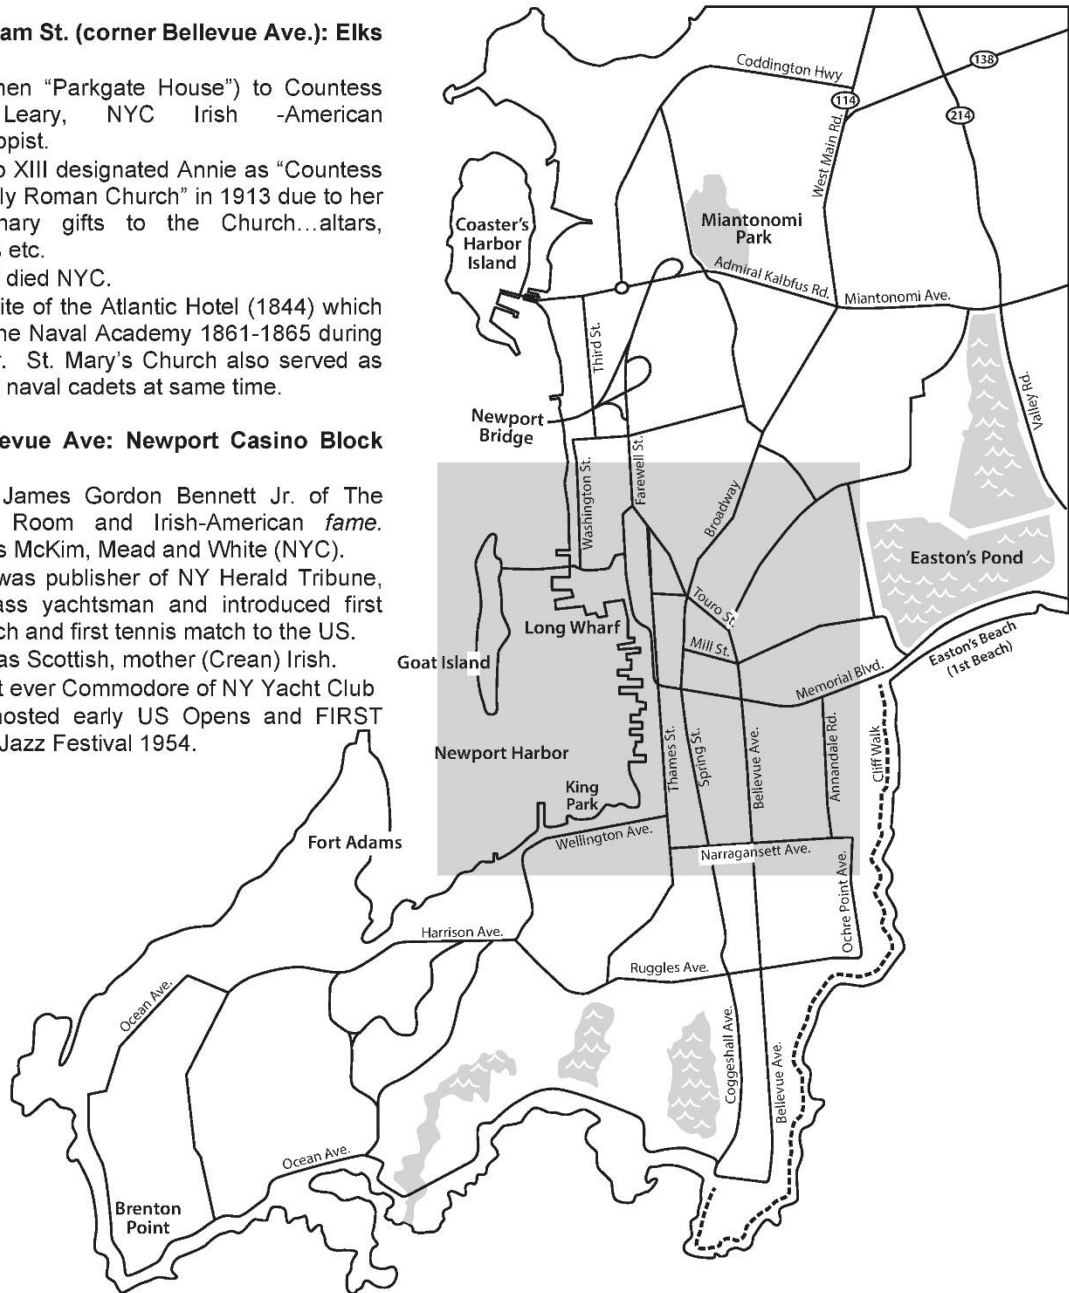 am St. (corner Bellevue Ave.): Elks
hen “Parkgate House”) to Countess
Leary, NYC Irish -American
opist.
o XIII designated Annie as “Countess
ly Roman Church” in 1913 due to her
nary gifts to the Church…altars,
s etc.
died NYC.
ite of the Atlantic Hotel (1844) which
he Naval Academy 1861-1865 during
r. St. Mary’s Church also served as
naval cadets at same time.
evue Ave: Newport Casino Block
James Gordon Bennett Jr. of The
Room and Irish-American fame.
s McKim, Mead and White (NYC).
was publisher of NY Herald Tribune,
ass yachtsman and introduced first
ch and first tennis match to the US.
as Scottish, mother (Crean) Irish.
t ever Commodore of NY Yacht Club
hosted early US Opens and FIRST
Jazz Festival 1954.
Coddington Hwy
138
114
214
West Main Rd.
Coaster’s
Harbor
Island
Miantonomi
Park
Admiral Kalbfus Rd.
Miantonomi Ave.
Third St.
Valley Rd.
Newport
Bridge
Farewell St.
Washington St.
Broadway
Easton’s Pond
Touro St.
Long Wharf
Mill St.
Easton’s Beach
(1st Beach)
Goat Island
Memorial Blvd.
Newport Harbor
Thames St.
Spring St.
Bellevue Ave.
Annandale Rd.
Cliff Walk
King
Park
Fort Adams
Wellington Ave.
Narragansett Ave.
Ochre Point Ave.
Harrison Ave.
Ruggles Ave.
Ocean Ave.
Coggeshall Ave.
Bellevue Ave.
Ocean Ave.
Brenton
Point